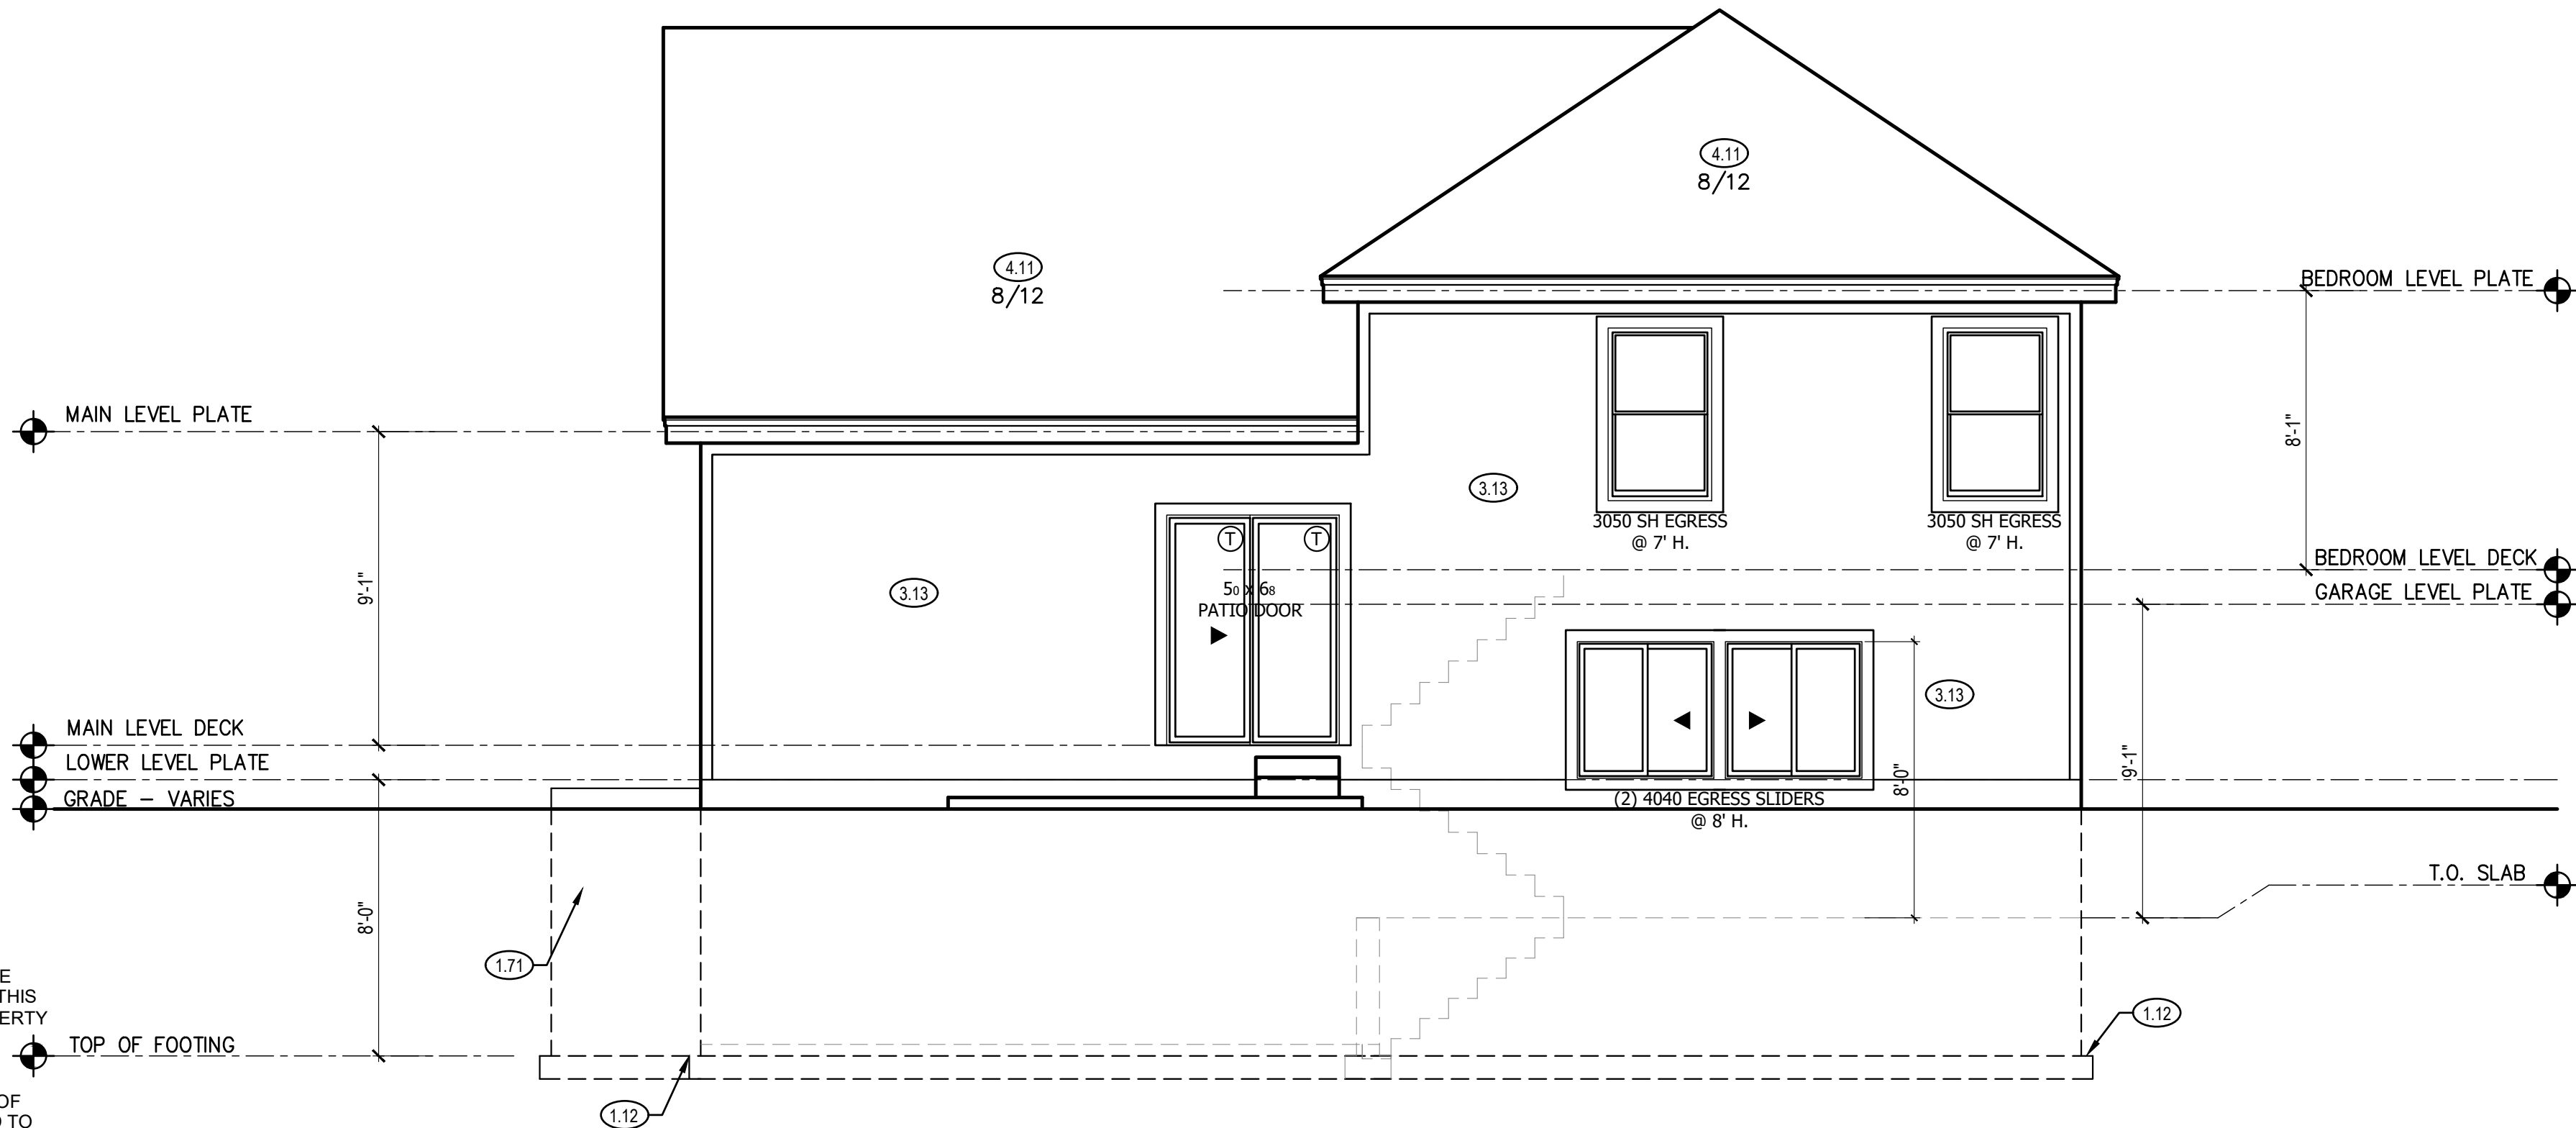 4.11
8/12
4.11
8/12
BEDROOM LEVEL PLATE
MAIN LEVEL PLATE
8'-1"
3.13
3050 SH EGRESS
@ 7' H.
3050 SH EGRESS
@ 7' H.
T
T
BEDROOM LEVEL DECK
9'-1"
3.13
50 x 68
PATIO DOOR
GARAGE LEVEL PLATE
3.13
MAIN LEVEL DECK
LOWER LEVEL PLATE
9'-1"
8'-0"
GRADE – VARIES
(2) 4040 EGRESS SLIDERS
@ 8' H.
T.O. SLAB
8'-0"
1.71
E
THIS
ERTY
1.12
TOP OF FOOTING
OF
TO
1.12